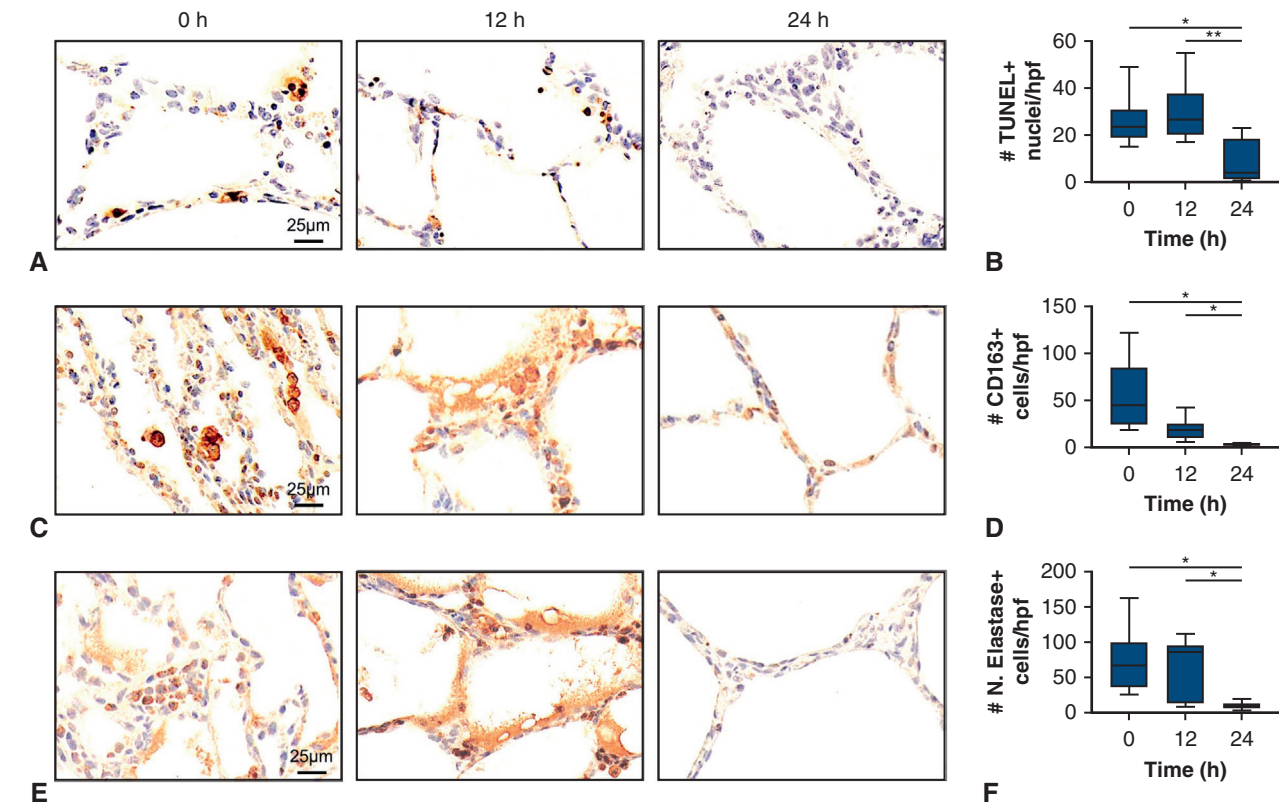 0 h 12 h 24 h
25µm
A
*
**
60
40
20
0
# TUNEL+
nuclei/hpf
0 12 24
Time (h)
B
25µm
C
*
*
150
100
50
0
# CD163+
cells/hpf
0 12 24
Time (h)
D
25µm
E
*
*
200
150
100
50
0
# N. Elastase+
cells/hpf
0 12 24
Time (h)
F